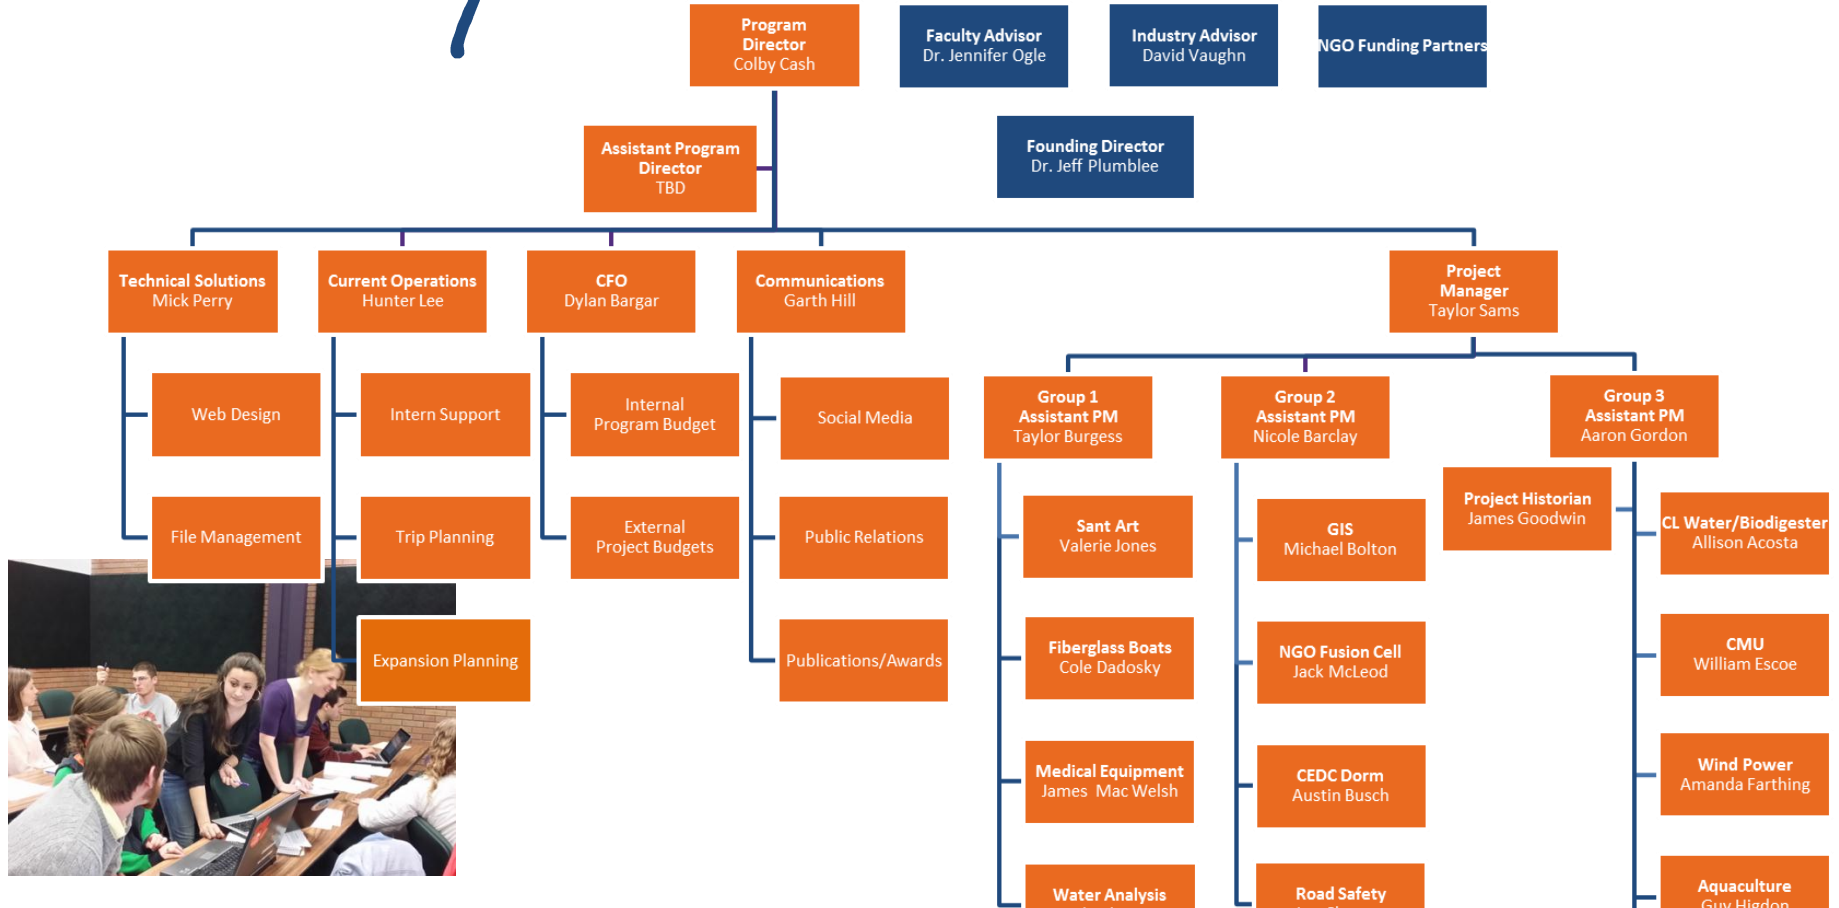 Program
Director
Colby Cash
Faculty Advisor
Dr. Jennifer Ogle
Industry Advisor
David Vaughn
NGO Funding Partners
Assistant Program
Director
TBD
Founding Director
Dr. Jeff Plumblee
Technical Solutions
Mick Perry
Current Operations
Hunter Lee
CFO
Dylan Bargar
Communications
Garth Hill
Project
Manager
Taylor Sams
Web Design
File Management
Intern Support
Trip Planning
Expansion Planning
Internal
Program Budget
External
Project Budgets
Social Media
Public Relations
Publications/Awards
Group 1
Assistant PM
Taylor Burgess
Sant Art
Valerie Jones
Fiberglass Boats
Cole Dadosky
Medical Equipment
James Mac Welsh
Water Analysis
Group 2
Assistant PM
Nicole Barclay
GIS
Michael Bolton
NGO Fusion Cell
Jack McLeod
CEDC Dorm
Austin Busch
Road Safety
Group 3
Assistant PM
Aaron Gordon
Project Historian
James Goodwin
CL Water/Biodigester
Allison Acosta
CMU
William Escoe
Wind Power
Amanda Farthing
Aquaculture
Guy Higdon